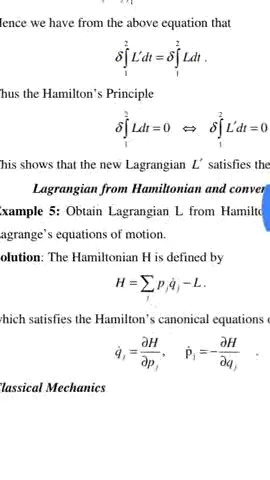 Hence we have from the above equation that
δ∫₁² L′dt = δ∫₁² Ldt .
Thus the Hamilton's Principle
δ∫₁² Ldt = 0 ⇔ δ∫₁² L′dt = 0
This shows that the new Lagrangian L′ satisfies the
Lagrangian from Hamiltonian and conver
Example 5: Obtain Lagrangian L from Hamilto
Lagrange's equations of motion.
Solution: The Hamiltonian H is defined by
H = ∑ⱼ pⱼq̇ⱼ − L.
which satisfies the Hamilton's canonical equations o
q̇ⱼ = ∂H/∂pⱼ, ṗⱼ = −∂H/∂qⱼ .
Classical Mechanics